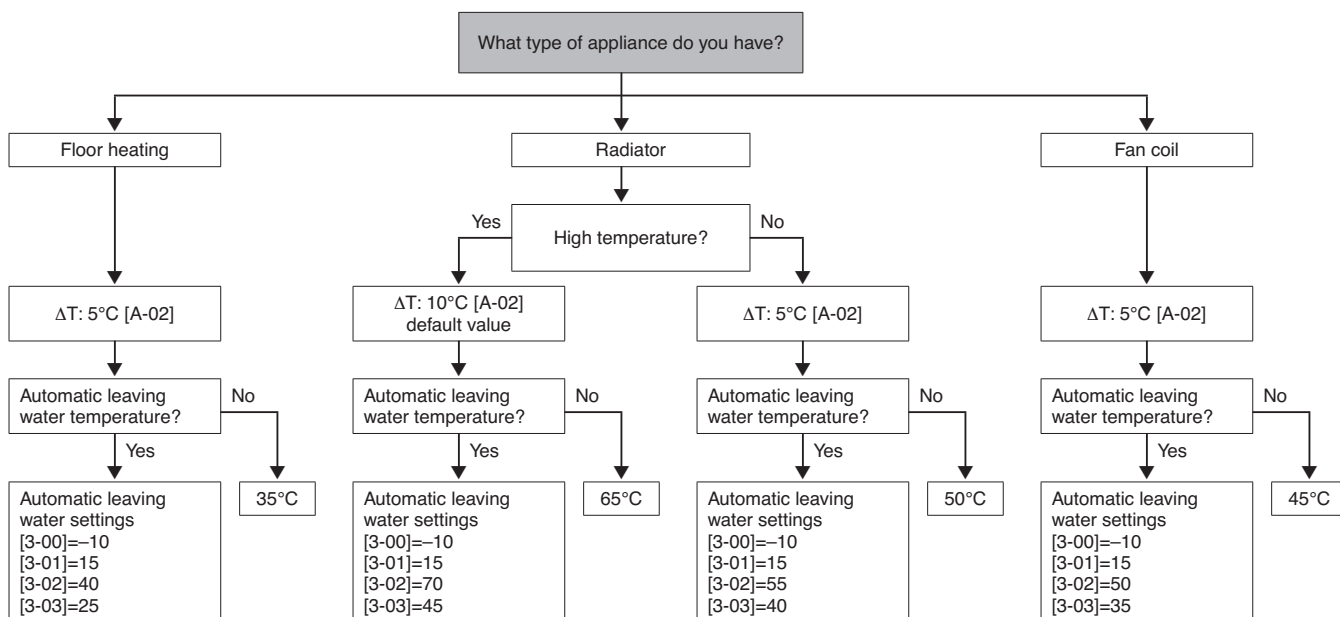 What type of appliance do you have?
Floor heating
Radiator
Fan coil
Yes
High temperature?
No
ΔT: 5°C [A-02]
ΔT: 10°C [A-02]
default value
ΔT: 5°C [A-02]
ΔT: 5°C [A-02]
Automatic leaving
water temperature?
No
Yes
Automatic leaving
water temperature?
No
Yes
Automatic leaving
water temperature?
No
Yes
Automatic leaving
water temperature?
No
Yes
Automatic leaving
water settings
[3-00]=–10
[3-01]=15
[3-02]=40
[3-03]=25
35°C
Automatic leaving
water settings
[3-00]=–10
[3-01]=15
[3-02]=70
[3-03]=45
65°C
Automatic leaving
water settings
[3-00]=–10
[3-01]=15
[3-02]=55
[3-03]=40
50°C
Automatic leaving
water settings
[3-00]=–10
[3-01]=15
[3-02]=50
[3-03]=35
45°C